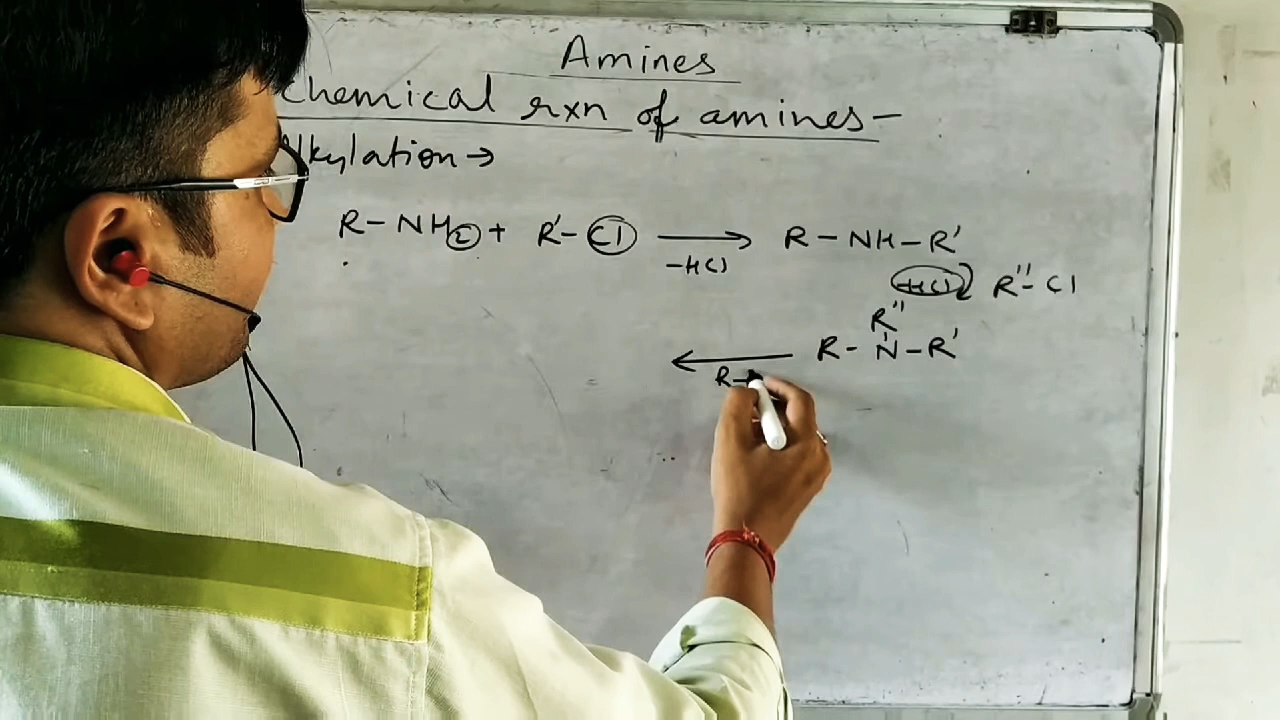 Amines
Chemical rxn of amines-
lkylation →
R - NH2 + R' - Cl → R - NH - R'
-HCl
-HCl R'' - Cl
R''
← R - N - R'
R-